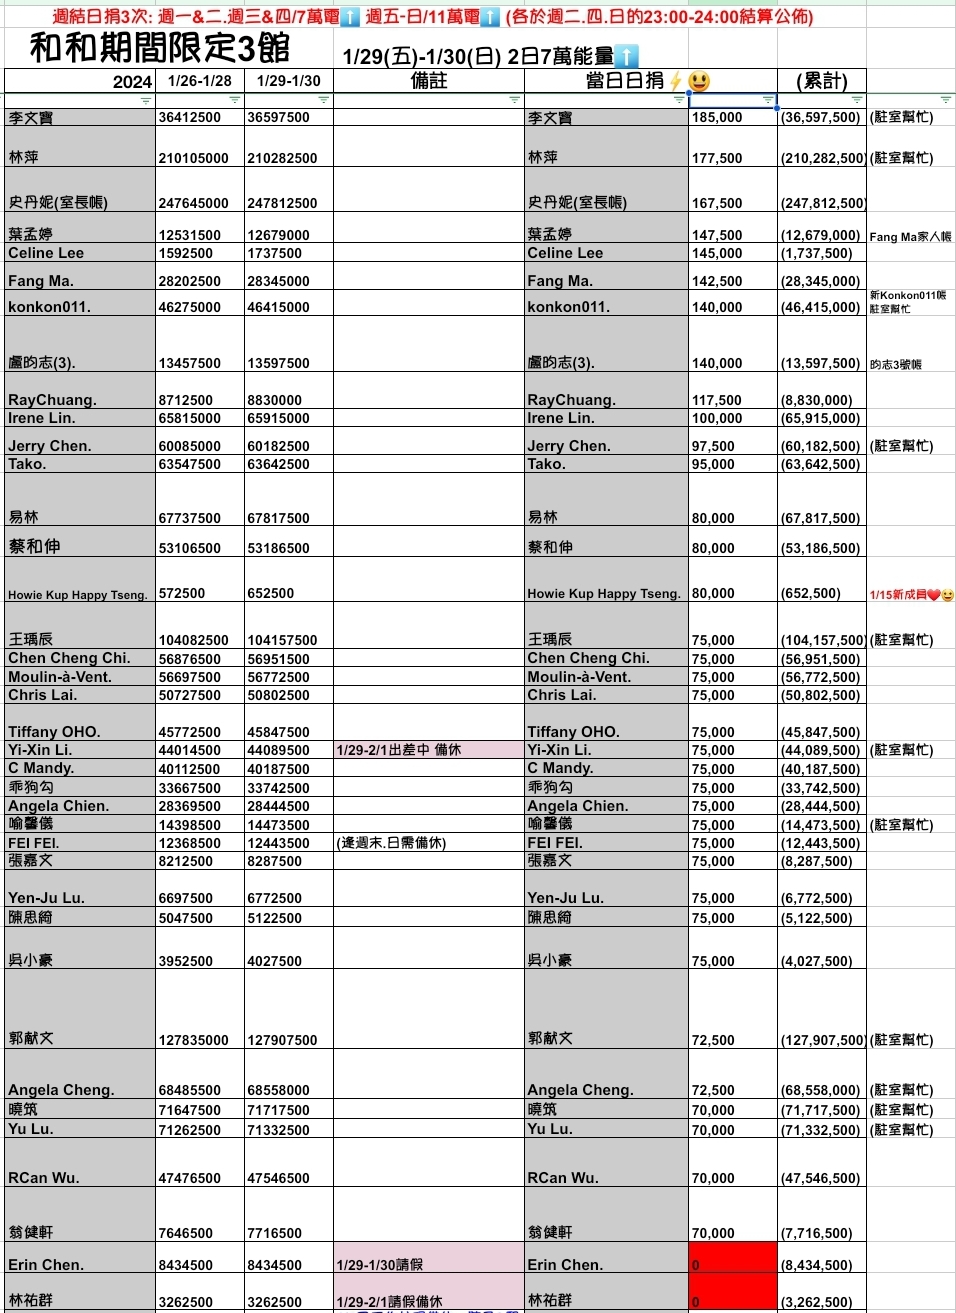 週結日捐3次: 週一&二.週三&四/7萬電⬆️ 週五-日/11萬電⬆️ (各於週二.四.日的23:00-24:00結算公佈)
和和期間限定3館 1/29(五)-1/30(日) 2日7萬能量⬆️
2024 1/26-1/28 1/29-1/30 備註 當日日捐⚡😃 (累計)
李文寶 36412500 36597500 李文寶 185,000 (36,597,500) (駐室幫忙)
林萍 210105000 210282500 林萍 177,500 (210,282,500) (駐室幫忙)
史丹妮(室長帳) 247645000 247812500 史丹妮(室長帳) 167,500 (247,812,500)
葉孟婷 12531500 12679000 葉孟婷 147,500 (12,679,000) Fang Ma家人帳
Celine Lee 1592500 1737500 Celine Lee 145,000 (1,737,500)
Fang Ma. 28202500 28345000 Fang Ma. 142,500 (28,345,000)
konkon011. 46275000 46415000 konkon011. 140,000 (46,415,000) 新Konkon011帳
駐室幫忙
盧昀志(3). 13457500 13597500 盧昀志(3). 140,000 (13,597,500) 昀志3號帳
RayChuang. 8712500 8830000 RayChuang. 117,500 (8,830,000)
Irene Lin. 65815000 65915000 Irene Lin. 100,000 (65,915,000)
Jerry Chen. 60085000 60182500 Jerry Chen. 97,500 (60,182,500) (駐室幫忙)
Tako. 63547500 63642500 Tako. 95,000 (63,642,500)
易林 67737500 67817500 易林 80,000 (67,817,500)
蔡和伸 53106500 53186500 蔡和伸 80,000 (53,186,500)
Howie Kup Happy Tseng. 572500 652500 Howie Kup Happy Tseng. 80,000 (652,500) 1/15新成員❤️😃
王瑀辰 104082500 104157500 王瑀辰 75,000 (104,157,500) (駐室幫忙)
Chen Cheng Chi. 56876500 56951500 Chen Cheng Chi. 75,000 (56,951,500)
Moulin-à-Vent. 56697500 56772500 Moulin-à-Vent. 75,000 (56,772,500)
Chris Lai. 50727500 50802500 Chris Lai. 75,000 (50,802,500)
Tiffany OHO. 45772500 45847500 Tiffany OHO. 75,000 (45,847,500)
Yi-Xin Li. 44014500 44089500 1/29-2/1出差中 備休 Yi-Xin Li. 75,000 (44,089,500) (駐室幫忙)
C Mandy. 40112500 40187500 C Mandy. 75,000 (40,187,500)
乖狗勾 33667500 33742500 乖狗勾 75,000 (33,742,500)
Angela Chien. 28369500 28444500 Angela Chien. 75,000 (28,444,500)
喻馨儀 14398500 14473500 喻馨儀 75,000 (14,473,500) (駐室幫忙)
FEI FEI. 12368500 12443500 (逢週末.日需備休) FEI FEI. 75,000 (12,443,500)
張嘉文 8212500 8287500 張嘉文 75,000 (8,287,500)
Yen-Ju Lu. 6697500 6772500 Yen-Ju Lu. 75,000 (6,772,500)
陳思綺 5047500 5122500 陳思綺 75,000 (5,122,500)
吳小豪 3952500 4027500 吳小豪 75,000 (4,027,500)
郭献文 127835000 127907500 郭献文 72,500 (127,907,500) (駐室幫忙)
Angela Cheng. 68485500 68558000 Angela Cheng. 72,500 (68,558,000) (駐室幫忙)
曉筑 71647500 71717500 曉筑 70,000 (71,717,500) (駐室幫忙)
Yu Lu. 71262500 71332500 Yu Lu. 70,000 (71,332,500) (駐室幫忙)
RCan Wu. 47476500 47546500 RCan Wu. 70,000 (47,546,500)
翁健軒 7646500 7716500 翁健軒 70,000 (7,716,500)
Erin Chen. 8434500 8434500 1/29-1/30請假 Erin Chen. 0 (8,434,500)
林祐群 3262500 3262500 1/29-2/1請假備休 林祐群 0 (3,262,500)